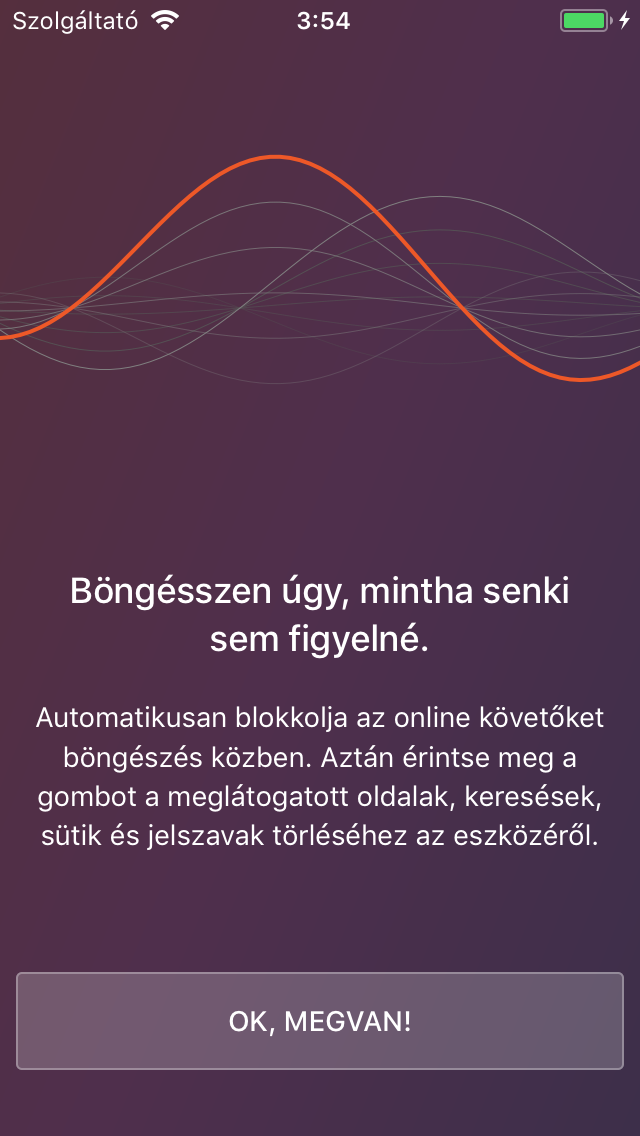 Szolgáltató 3:54
Böngésszen úgy, mintha senki
sem figyelné.
Automatikusan blokkolja az online követőket
böngészés közben. Aztán érintse meg a
gombot a meglátogatott oldalak, keresések,
sütik és jelszavak törléséhez az eszközéről.
OK, MEGVAN!